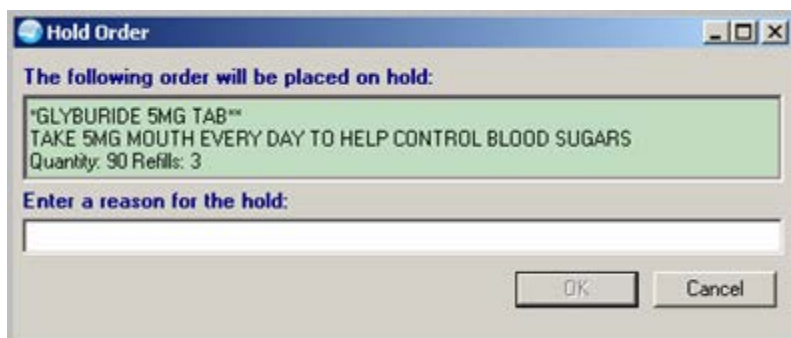 Hold Order
The following order will be placed on hold:
*GLYBURIDE 5MG TAB**
TAKE 5MG MOUTH EVERY DAY TO HELP CONTROL BLOOD SUGARS
Quantity: 90 Refills: 3
Enter a reason for the hold:
OK Cancel